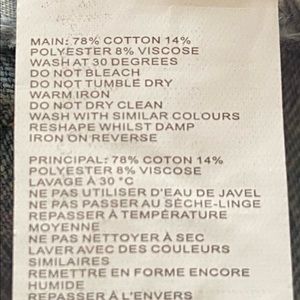 MAIN: 78% COTTON 14%
POLYESTER 8% VISCOSE
WASH AT 30 DEGREES
DO NOT BLEACH
DO NOT TUMBLE DRY
WARM IRON
DO NOT DRY CLEAN
WASH WITH SIMILAR COLOURS
RESHAPE WHILST DAMP
IRON ON REVERSE
PRINCIPAL: 78% COTON 14%
POLYESTER 8% VISCOSE
LAVAGE À 30 °C
NE PAS UTILISER D'EAU DE JAVEL
NE PAS PASSER AU SÈCHE-LINGE
REPASSER À TEMPÉRATURE
MOYENNE
NE PAS NETTOYER À SEC
LAVER AVEC DES COULEURS
SIMILAIRES
REMETTRE EN FORME ENCORE
HUMIDE
REPASSER À L'ENVERS